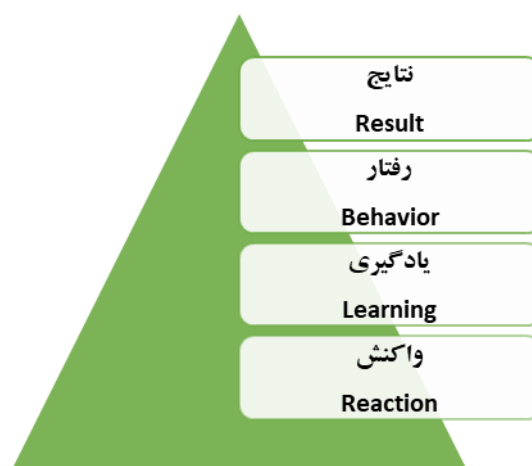 نتایج
Result
رفتار
Behavior
یادگیری
Learning
واکنش
Reaction